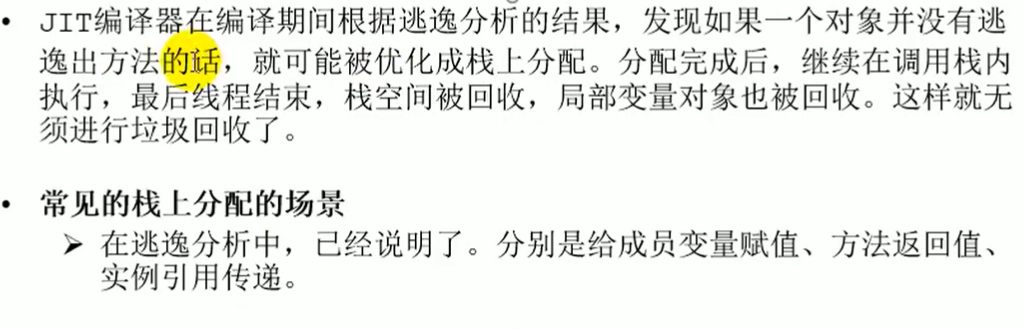 • JIT编译器在编译期间根据逃逸分析的结果，发现如果一个对象并没有逃
逸出方法的话，就可能被优化成栈上分配。分配完成后，继续在调用栈内
执行，最后线程结束，栈空间被回收，局部变量对象也被回收。这样就无
须进行垃圾回收了。
• 常见的栈上分配的场景
➢ 在逃逸分析中，已经说明了。分别是给成员变量赋值、方法返回值、
实例引用传递。